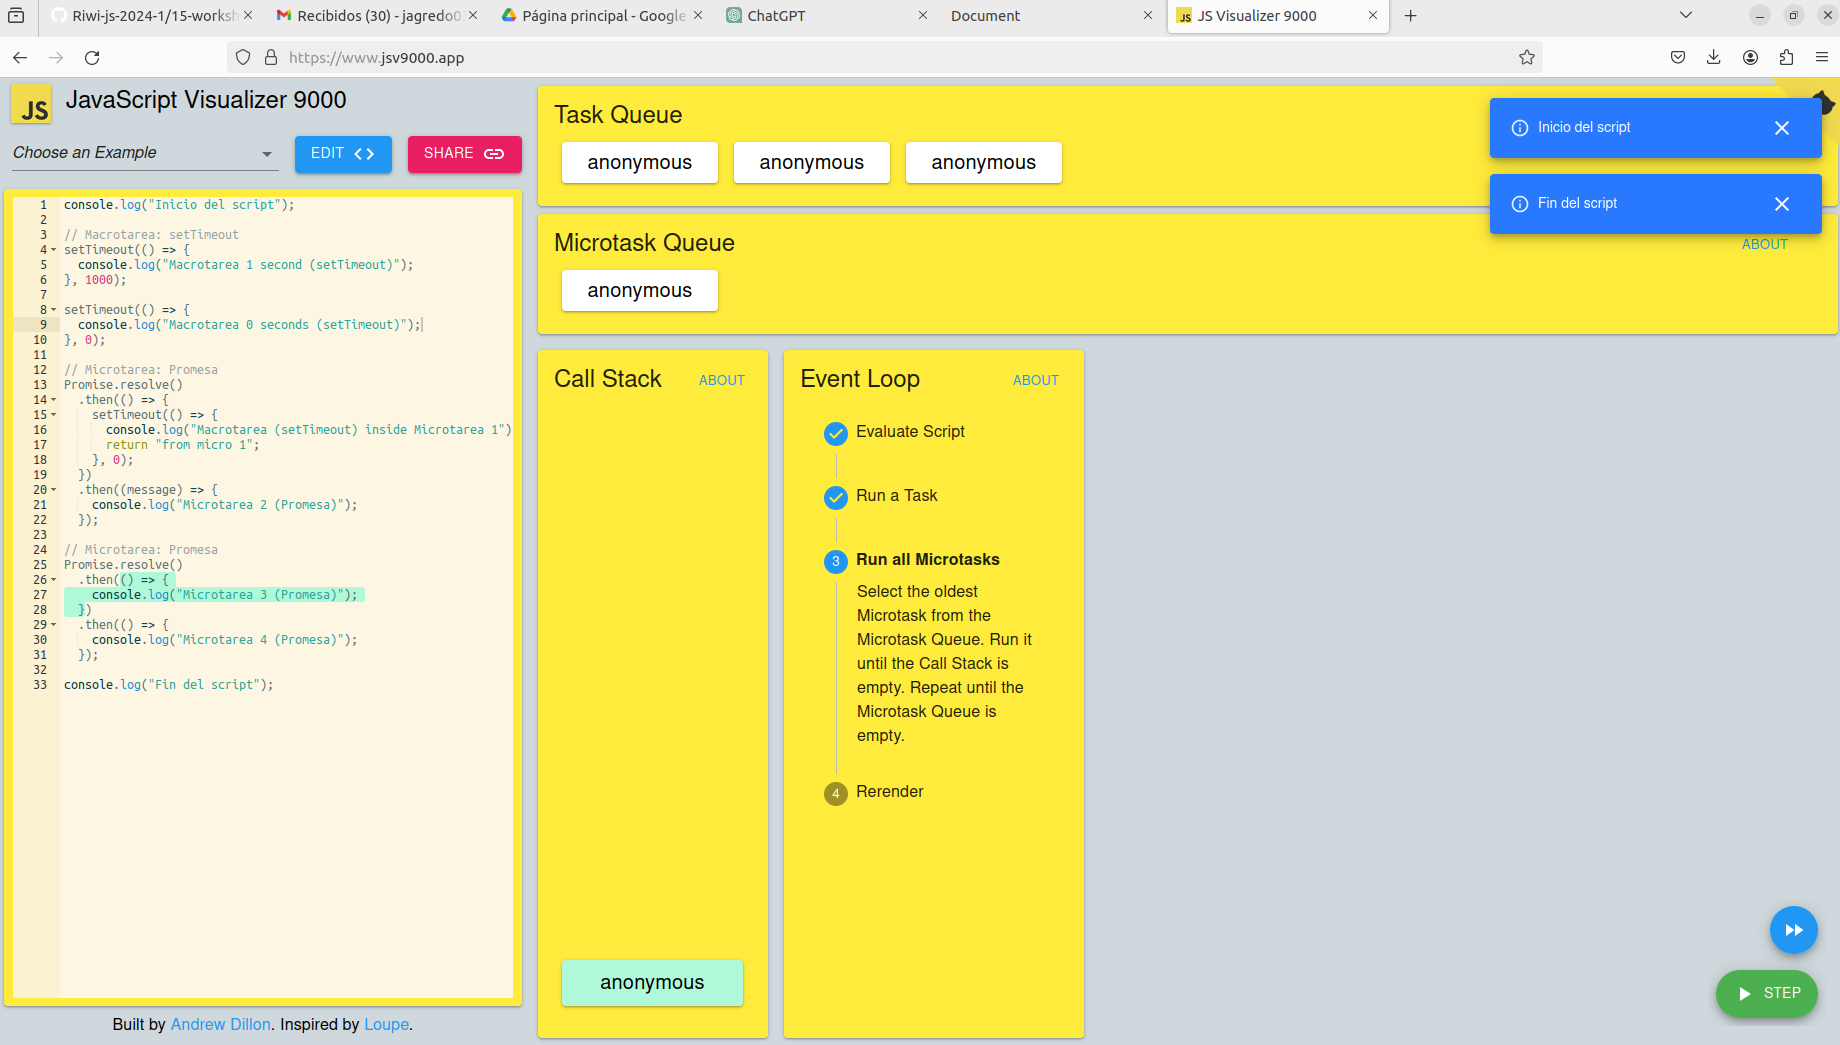 Riwi-js-2024-1/15-worksh
Recibidos (30) - jagredo0
Página principal - Google
ChatGPT
Document
JS Visualizer 9000
https://www.jsv9000.app
JS
JavaScript Visualizer 9000
Choose an Example
EDIT
SHARE
1 console.log("Inicio del script");
2
3 // Macrotarea: setTimeout
4 setTimeout(() => {
5 console.log("Macrotarea 1 second (setTimeout)");
6 }, 1000);
7
8 setTimeout(() => {
9 console.log("Macrotarea 0 seconds (setTimeout)");
10 }, 0);
11
12 // Microtarea: Promesa
13 Promise.resolve()
14 .then(() => {
15 setTimeout(() => {
16 console.log("Macrotarea (setTimeout) inside Microtarea 1")
17 return "from micro 1";
18 }, 0);
19 })
20 .then((message) => {
21 console.log("Microtarea 2 (Promesa)");
22 });
23
24 // Microtarea: Promesa
25 Promise.resolve()
26 .then(() => {
27 console.log("Microtarea 3 (Promesa)");
28 })
29 .then(() => {
30 console.log("Microtarea 4 (Promesa)");
31 });
32
33 console.log("Fin del script");
Built by Andrew Dillon. Inspired by Loupe.
Task Queue
anonymous
anonymous
anonymous
Inicio del script
Fin del script
Microtask Queue
ABOUT
anonymous
Call Stack
ABOUT
anonymous
Event Loop
ABOUT
Evaluate Script
Run a Task
3 Run all Microtasks
Select the oldest
Microtask from the
Microtask Queue. Run it
until the Call Stack is
empty. Repeat until the
Microtask Queue is
empty.
4 Rerender
STEP